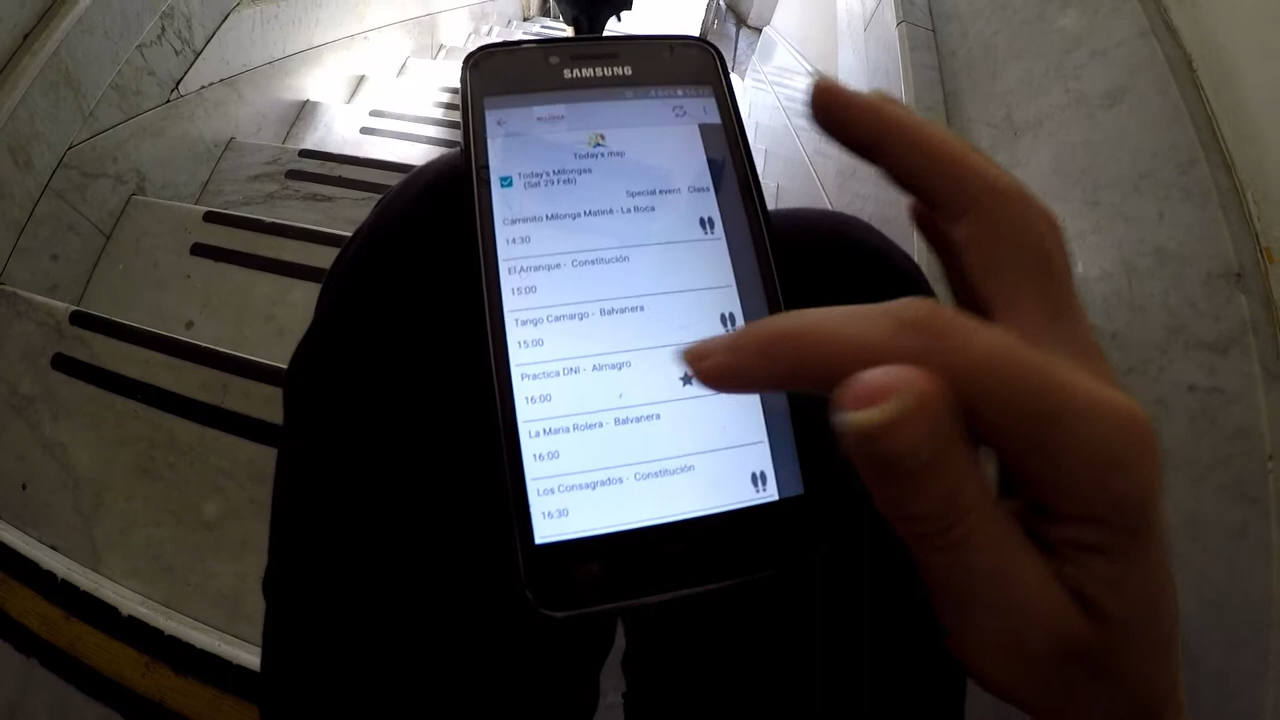 SAMSUNG
Today's map
Today's Milongas
(Sat 29 Feb)
Special event Class
Caminito Milonga Matiné - La Boca
14:30
El Arranque - Constitución
15:00
Tango Camargo - Balvanera
15:00
Practica DNI - Almagro
16:00
La Maria Rolera - Balvanera
16:00
Los Consagrados - Constitución
16:30